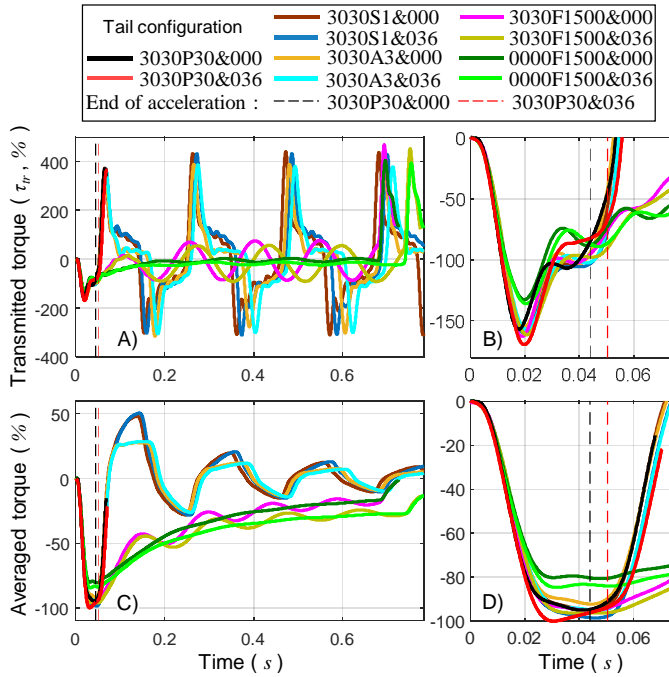 Tail configuration
3030P30&000
3030P30&036
3030S1&000
3030S1&036
3030A3&000
3030A3&036
3030F1500&000
3030F1500&036
0000F1500&000
0000F1500&036
End of acceleration :
3030P30&000
3030P30&036
Transmitted torque ( τtr , %)
400
200
0
-200
-400
0
0.2
0.4
0.6
A)
0
-50
-100
-150
0
0.02
0.04
0.06
B)
Averaged torque (%)
50
0
-50
-100
0
0.2
0.4
0.6
C)
Time ( s )
0
-20
-40
-60
-80
-100
0
0.02
0.04
0.06
D)
Time ( s )